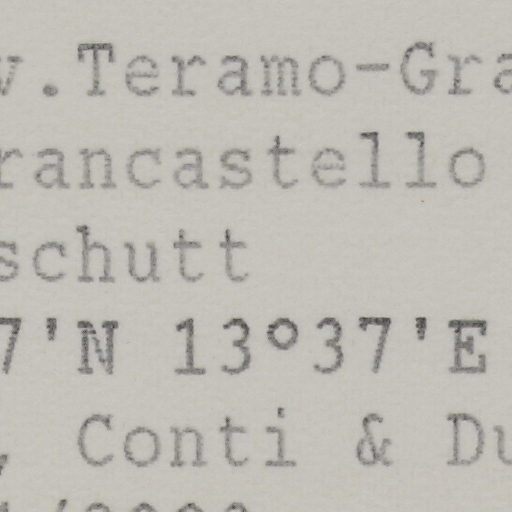 v.Teramo-Gra
rancastello
schutt
7'N 13°37'E
, Conti & Du